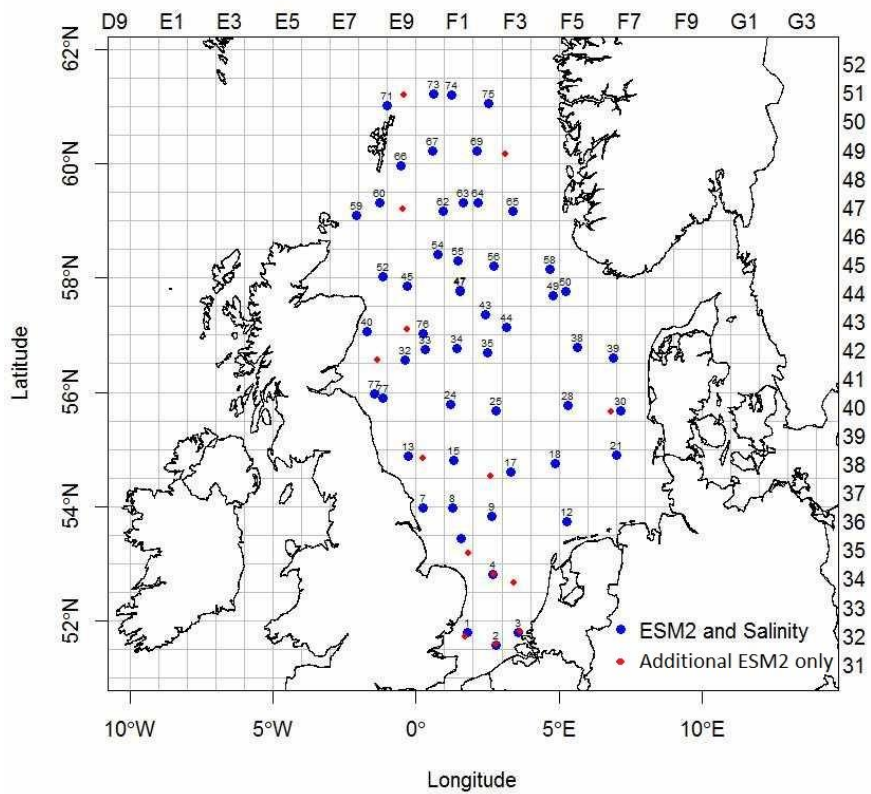 D9 E1 E3 E5 E7 E9 F1 F3 F5 F7 F9 G1 G3
62°N
52
73 74
51
71 75
50
67 69
60°N
49
66
48
60 63 64
59 62 65
47
46
54
55
56 58
45
58°N
52 45
47 49 50
44
43
44
40 76
43
33 34 35 38
32 39
42
41
77 77
56°N
24 25 28 30
40
39
13 15 18 21
17
38
37
54°N
7 8
9 12
36
35
4
34
33
52°N
1 3
2
ESM2 and Salinity
32
Additional ESM2 only
31
10°W 5°W 0° 5°E 10°E
Latitude
Longitude